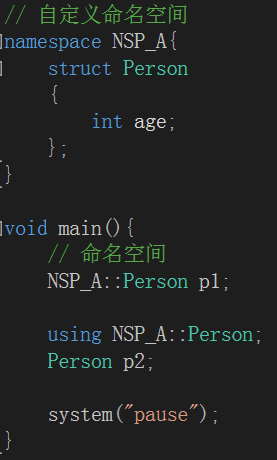 // 自定义命名空间
namespace NSP_A{
    struct Person
    {
        int age;
    };
}

void main(){
    // 命名空间
    NSP_A::Person p1;

    using NSP_A::Person;
    Person p2;

    system("pause");
}